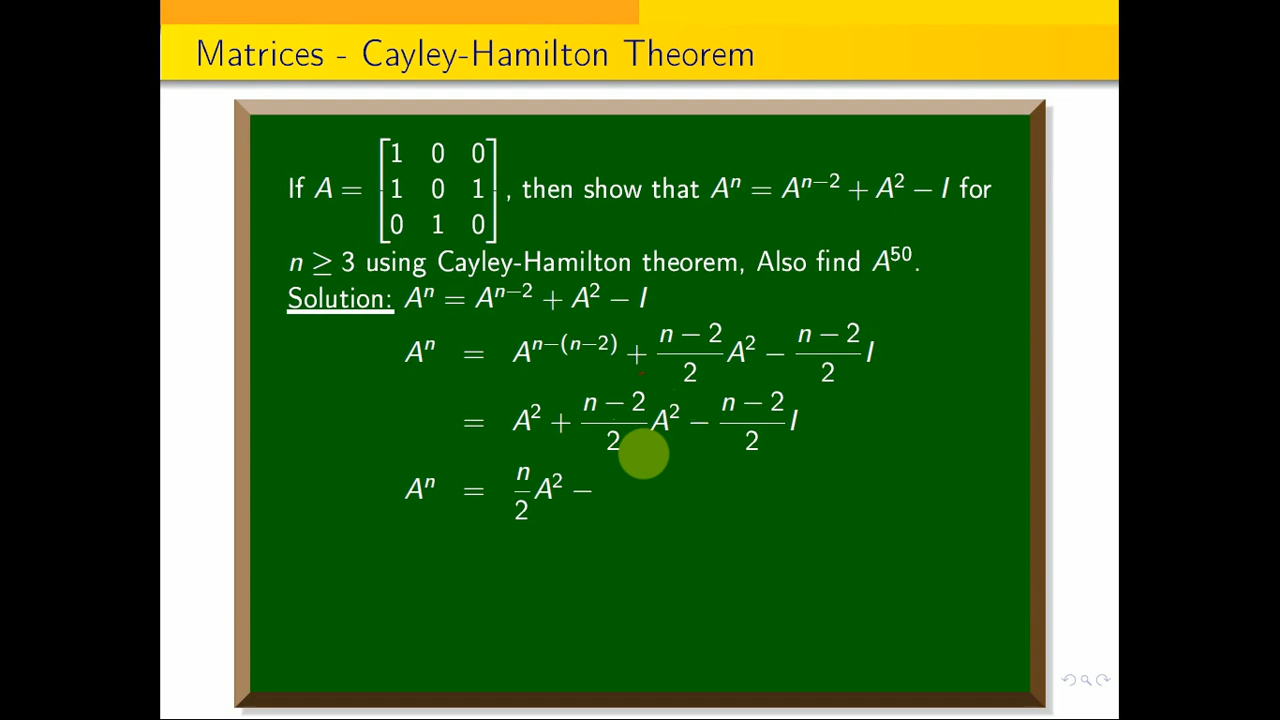 Matrices - Cayley-Hamilton Theorem
If A = [1 0 0; 1 0 1; 0 1 0], then show that Aⁿ = Aⁿ⁻² + A² − I for
n ≥ 3 using Cayley-Hamilton theorem, Also find A⁵⁰.
Solution: Aⁿ = Aⁿ⁻² + A² − I
Aⁿ = Aⁿ⁻⁽ⁿ⁻²⁾ + (n − 2)/2 A² − (n − 2)/2 I
= A² + (n − 2)/2 A² − (n − 2)/2 I
Aⁿ = n/2 A² −